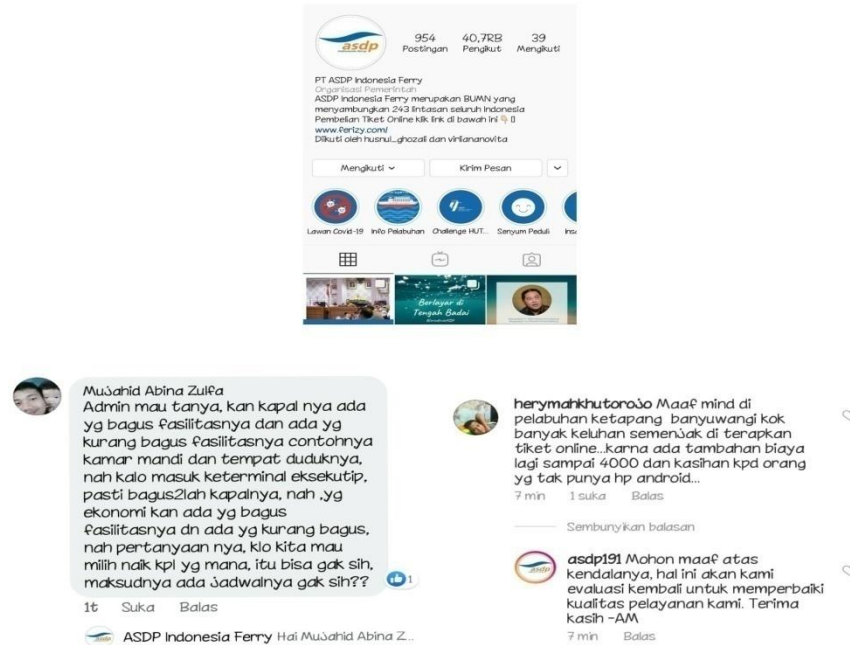 asdp
954 40,7RB 39
Postingan Pengikut Mengikuti
PT ASDP Indonesia Ferry
Organisasi Pemerintah
ASDP Indonesia Ferry merupakan BUMN yang
menyambungkan 243 lintasan seluruh Indonesia
Pembelian Tiket Online klik link di bawah ini
www.ferizy.com/
Diikuti oleh husnul_ghozali dan virliananovita
Mengikuti Kirim Pesan
Lawan Covid-19 Info Pelabuhan Challenge HUT... Senyum Peduli
Berlayar di
Tengah Badai
Mujahid Abina Zulfa
Admin mau tanya, kan kapal nya ada
yg bagus fasilitasnya dan ada yg
kurang bagus fasilitasnya contohnya
kamar mandi dan tempat duduknya,
nah kalo masuk keterminal eksekutip,
pasti bagus2lah kapalnya, nah ,yg
ekonomi kan ada yg bagus
fasilitasnya dn ada yg kurang bagus,
nah pertanyaan nya, klo kita mau
milih naik kpl yg mana, itu bisa gak sih,
maksudnya ada jadwalnya gak sih??
1
1t Suka Balas
ASDP Indonesia Ferry Hai Mujahid Abina Z...
herymahkhutorojo Maaf mind di
pelabuhan ketapang banyuwangi kok
banyak keluhan semenjak di terapkan
tiket online...karna ada tambahan biaya
lagi sampai 4000 dan kasihan kpd orang
yg tak punya hp android...
7 min 1 suka Balas
Sembunyikan balasan
asdp191 Mohon maaf atas
kendalanya, hal ini akan kami
evaluasi kembali untuk memperbaiki
kualitas pelayanan kami. Terima
kasih -AM
7 min Balas